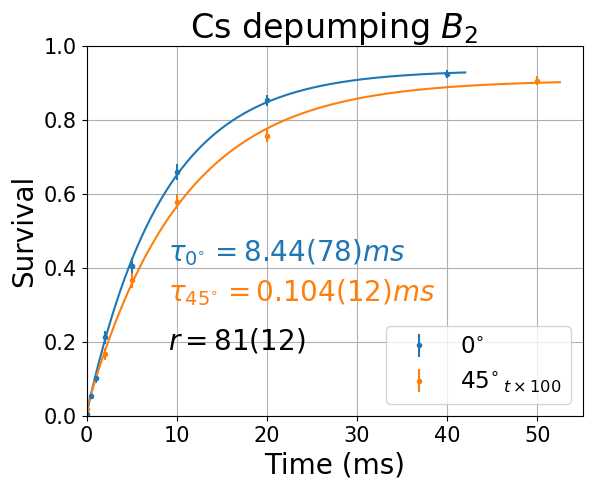 Cs depumping B₂
1.0
0.8
0.6
0.4
0.2
0.0
Survival
τ₀° = 8.44(78)ms
τ₄₅° = 0.104(12)ms
r = 81(12)
0°
45° t × 100
0 10 20 30 40 50
Time (ms)